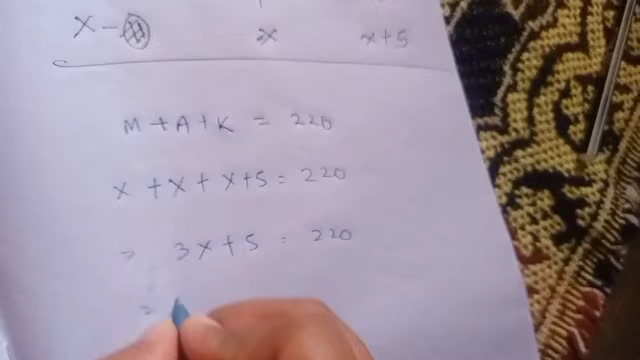 x - x x+5
M + A + K = 220
x + x + x+5 = 220
⇒ 3x+5 = 220
=